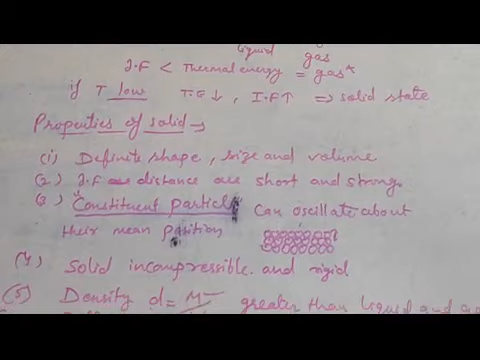 liquid gas
I.F < Thermal energy = gas*
if T low T.E ↓, I.F ↑ ⇒ solid state
Properties of solid →
(1) Definite shape, size and volume
(2) I.F distance are short and strong.
(3) Constituent particle can oscillate about
their mean position
(4) Solid incompressible and rigid
(5) Density d = M greater than liquid and